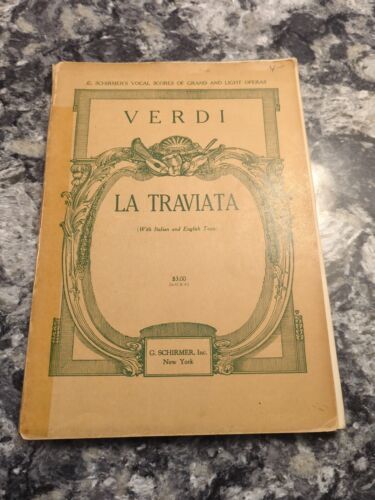 G. SCHIRMER'S VOCAL SCORES OF GRAND AND LIGHT OPERAS
VERDI
LA TRAVIATA
(With Italian and English Text)
$3.00
G. SCHIRMER, Inc.
New York